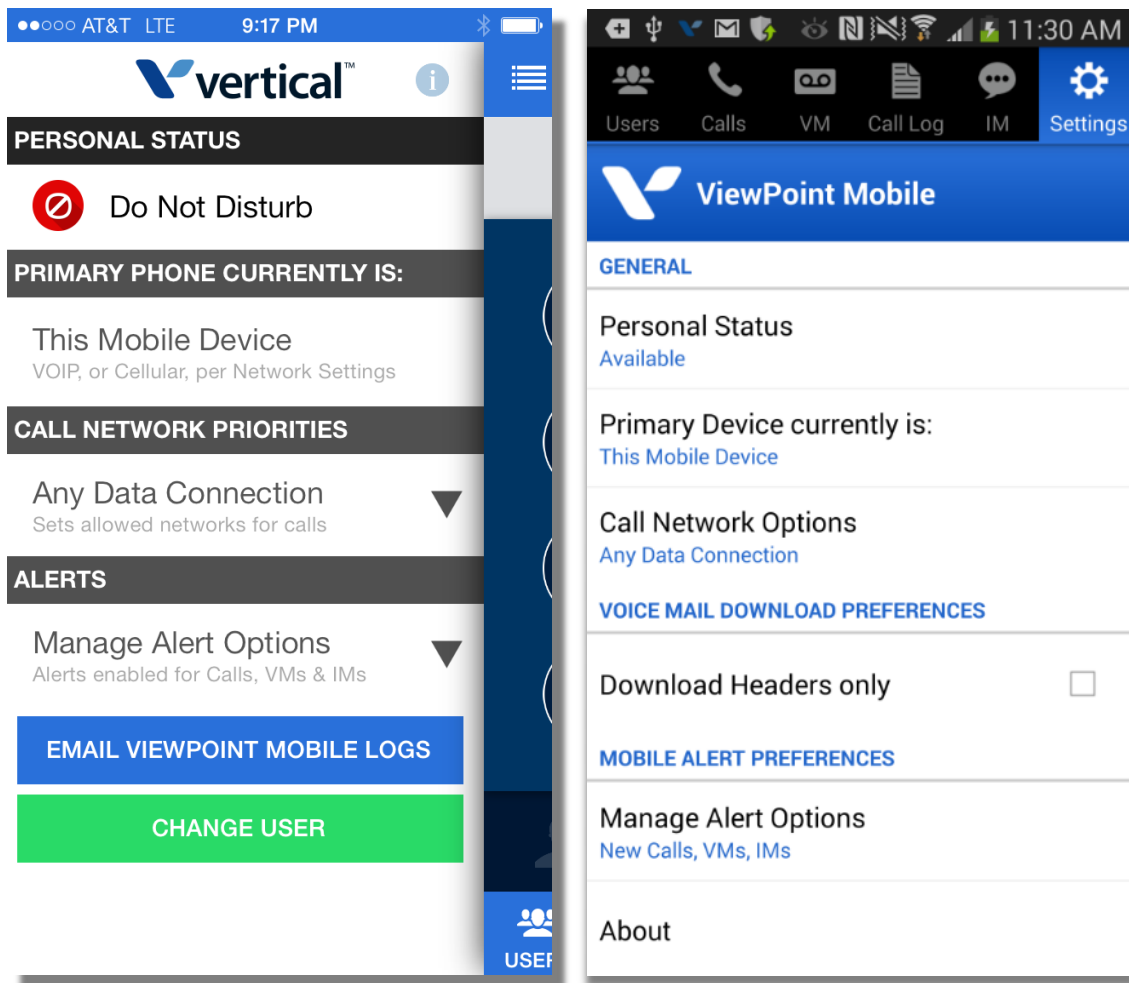 AT&T LTE 9:17 PM
vertical™
i
PERSONAL STATUS
Do Not Disturb
PRIMARY PHONE CURRENTLY IS:
This Mobile Device
VOIP, or Cellular, per Network Settings
CALL NETWORK PRIORITIES
Any Data Connection
Sets allowed networks for calls
ALERTS
Manage Alert Options
Alerts enabled for Calls, VMs & IMs
EMAIL VIEWPOINT MOBILE LOGS
CHANGE USER
USER
11:30 AM
Users Calls VM Call Log IM Settings
ViewPoint Mobile
GENERAL
Personal Status
Available
Primary Device currently is:
This Mobile Device
Call Network Options
Any Data Connection
VOICE MAIL DOWNLOAD PREFERENCES
Download Headers only
MOBILE ALERT PREFERENCES
Manage Alert Options
New Calls, VMs, IMs
About